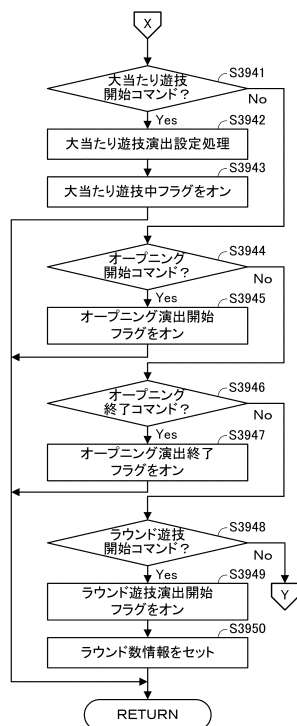 X
大当たり遊技
開始コマンド？
S3941
No
Yes
S3942
大当たり遊技演出設定処理
S3943
大当たり遊技中フラグをオン
S3944
オープニング
開始コマンド？
No
Yes
S3945
オープニング演出開始
フラグをオン
S3946
オープニング
終了コマンド？
No
Yes
S3947
オープニング演出終了
フラグをオン
S3948
ラウンド遊技
開始コマンド？
No
Yes
S3949
ラウンド遊技演出開始
フラグをオン
Y
S3950
ラウンド数情報をセット
RETURN